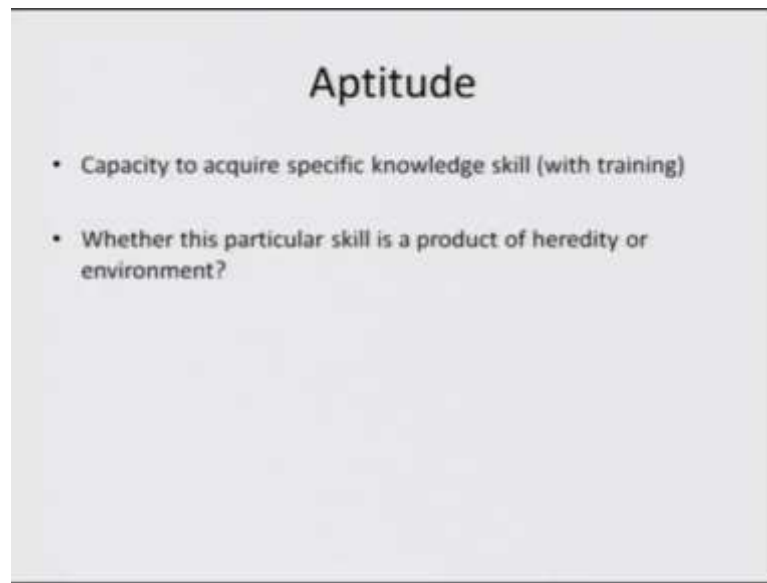 Aptitude
• Capacity to acquire specific knowledge skill (with training)
• Whether this particular skill is a product of heredity or
environment?